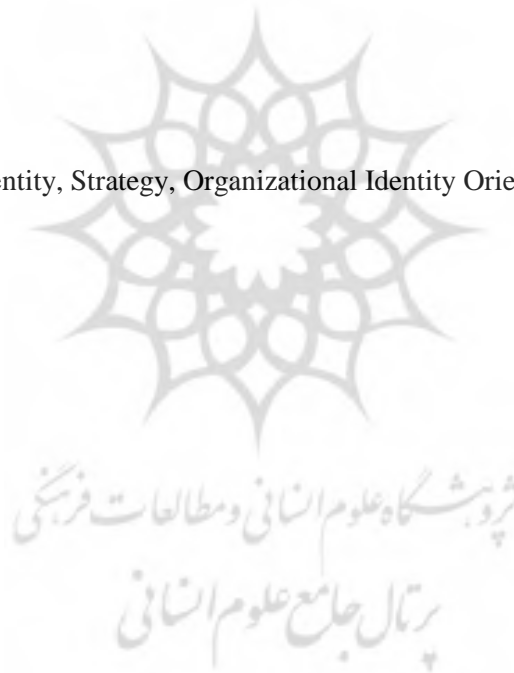 entity, Strategy, Organizational Identity Orie
پژوهشگاه علوم انسانی و مطالعات فرهنگی
پرتال جامع علوم انسانی